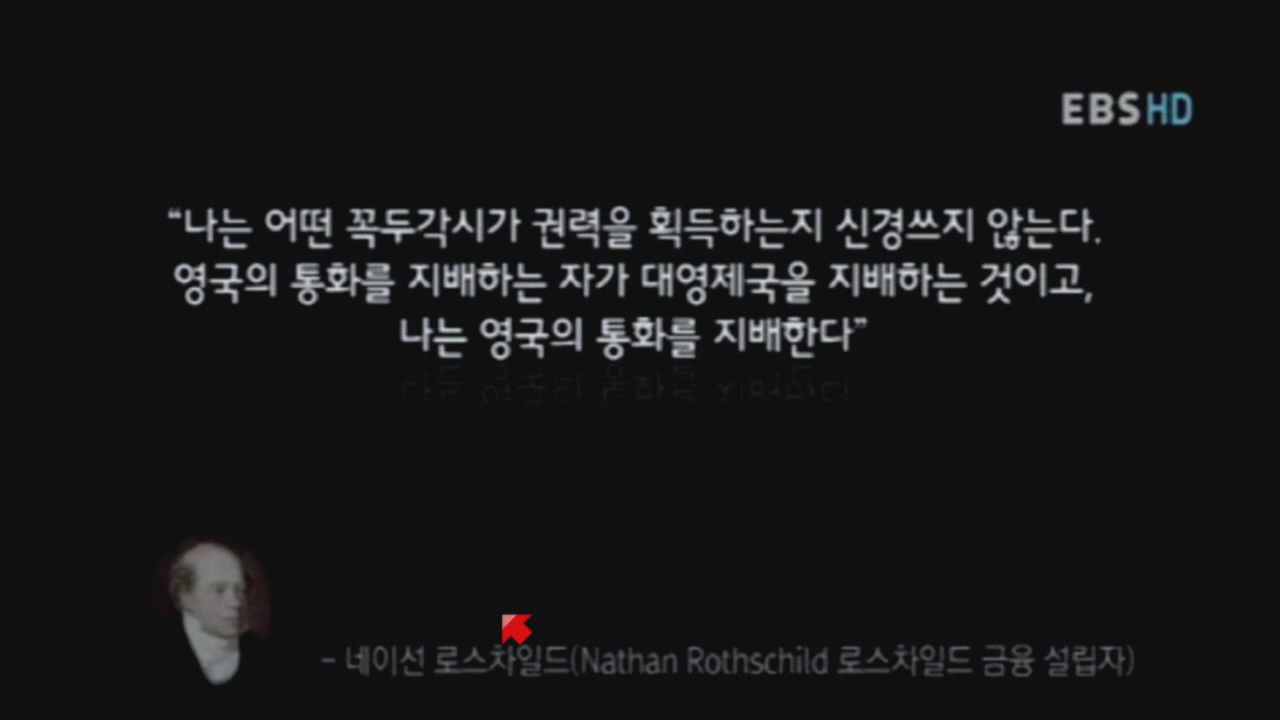 EBS HD
“나는 어떤 꼭두각시가 권력을 획득하는지 신경쓰지 않는다.
영국의 통화를 지배하는 자가 대영제국을 지배하는 것이고,
나는 영국의 통화를 지배한다”
– 네이선 로스차일드(Nathan Rothschild 로스차일드 금융 설립자)